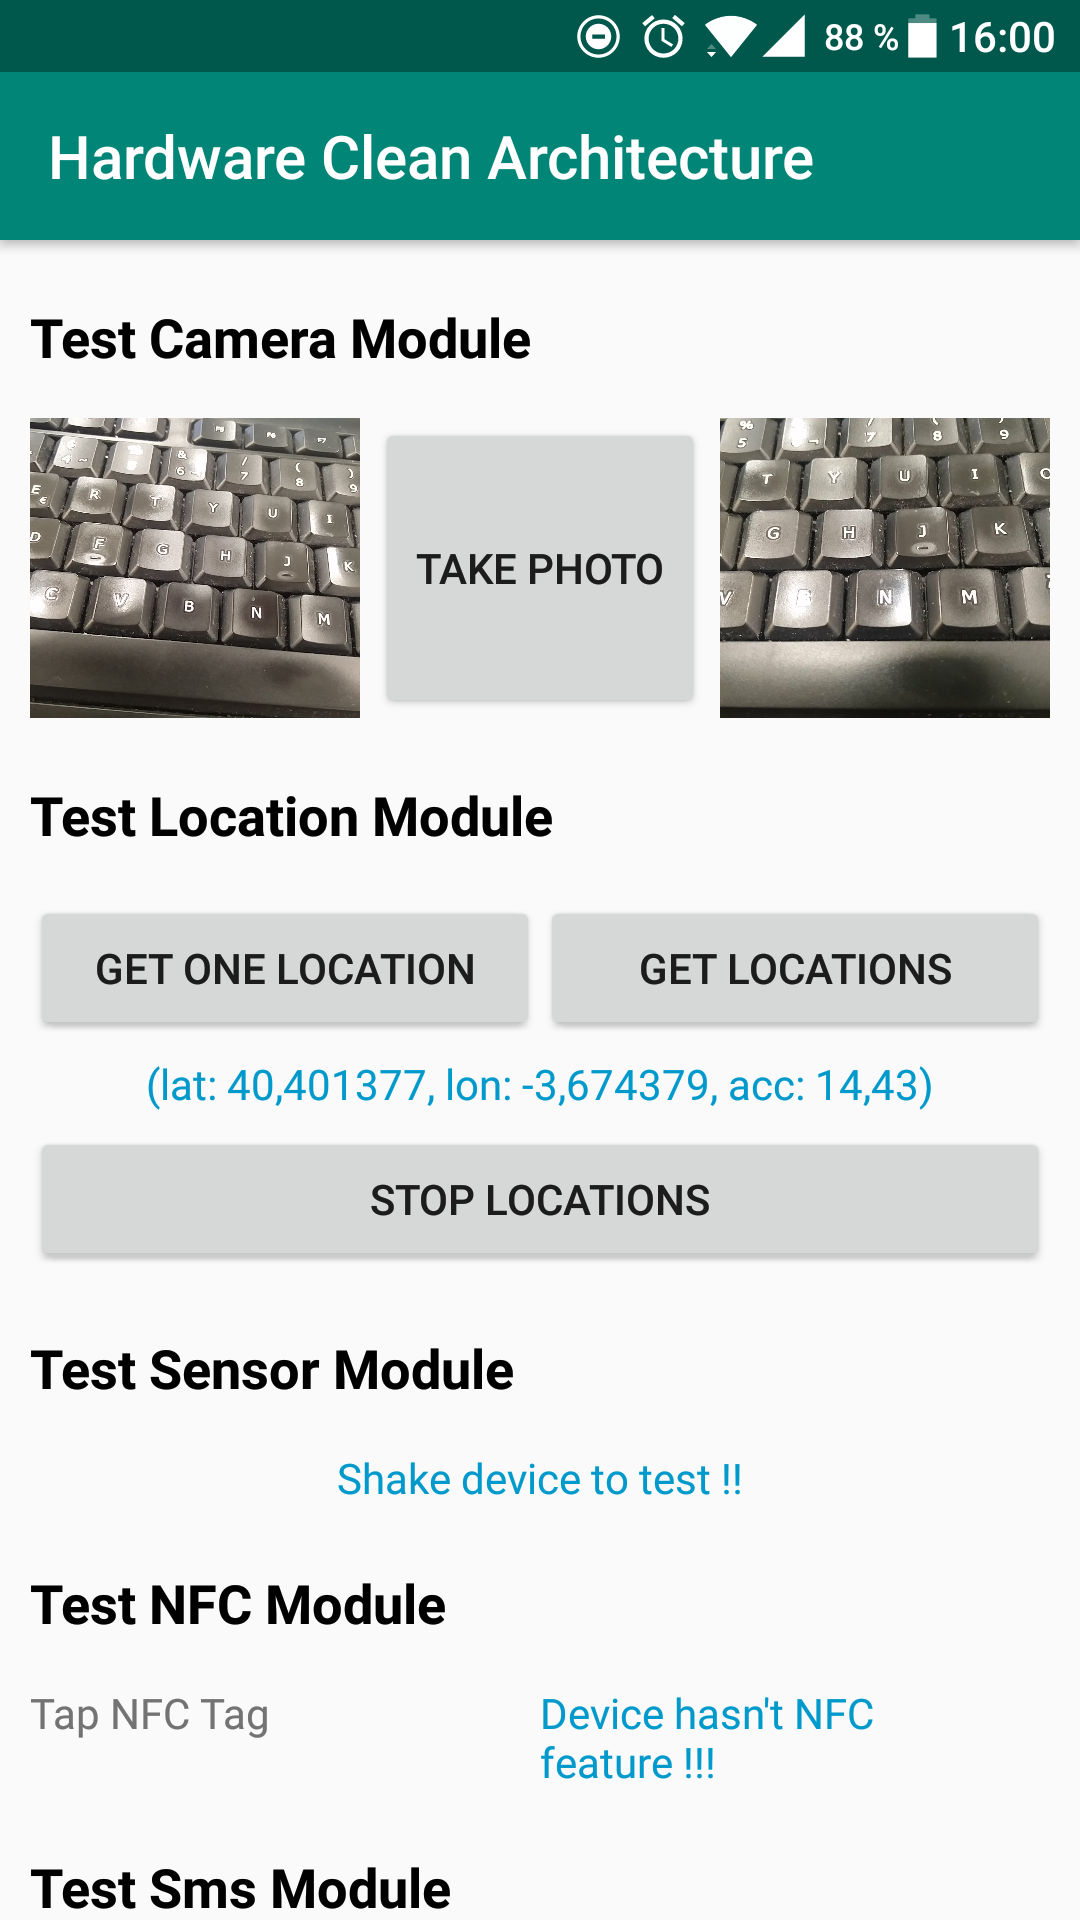 88 % 16:00
Hardware Clean Architecture
Test Camera Module
TAKE PHOTO
Test Location Module
GET ONE LOCATION GET LOCATIONS
(lat: 40,401377, lon: -3,674379, acc: 14,43)
STOP LOCATIONS
Test Sensor Module
Shake device to test !!
Test NFC Module
Tap NFC Tag Device hasn't NFC
feature !!!
Test Sms Module